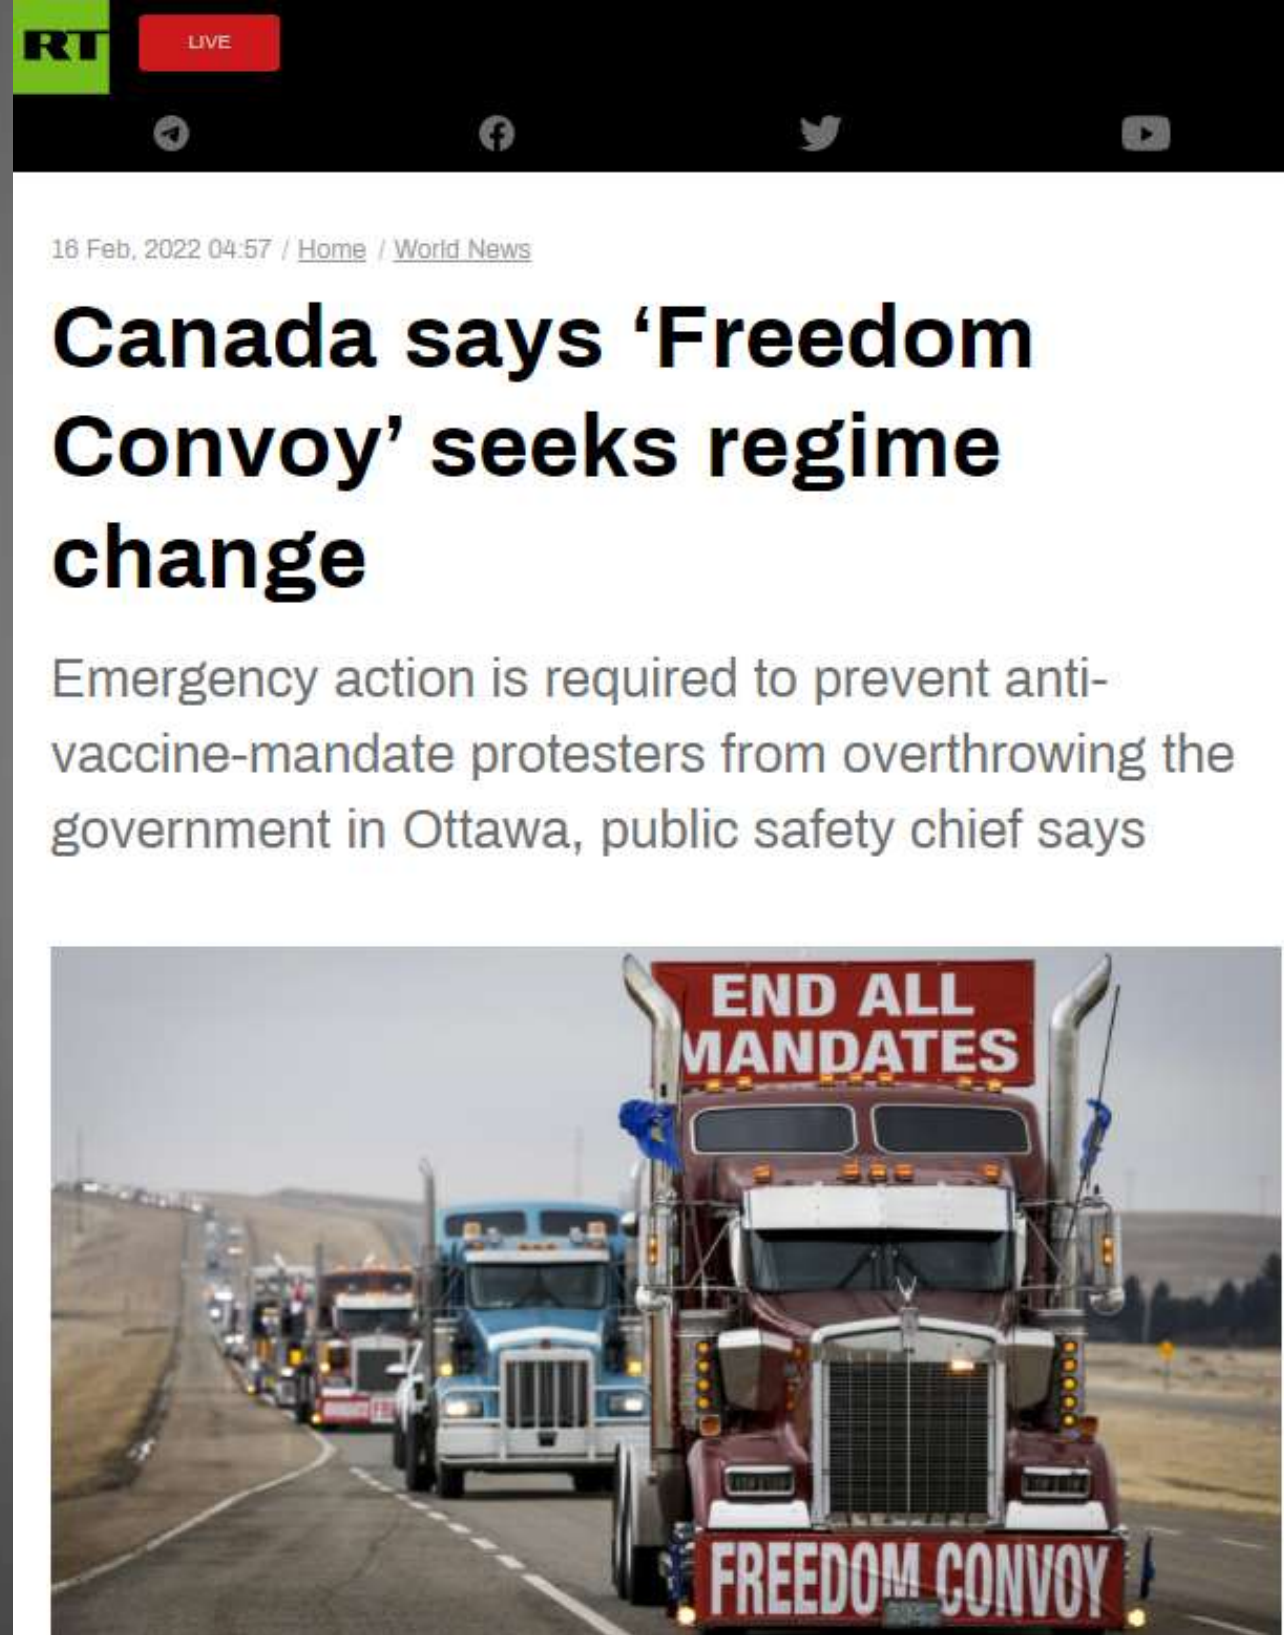 RT
LIVE
16 Feb, 2022 04:57 / Home / World News
Canada says ‘Freedom
Convoy’ seeks regime
change
Emergency action is required to prevent anti-
vaccine-mandate protesters from overthrowing the
government in Ottawa, public safety chief says
END ALL
MANDATES
FREEDOM CONVOY